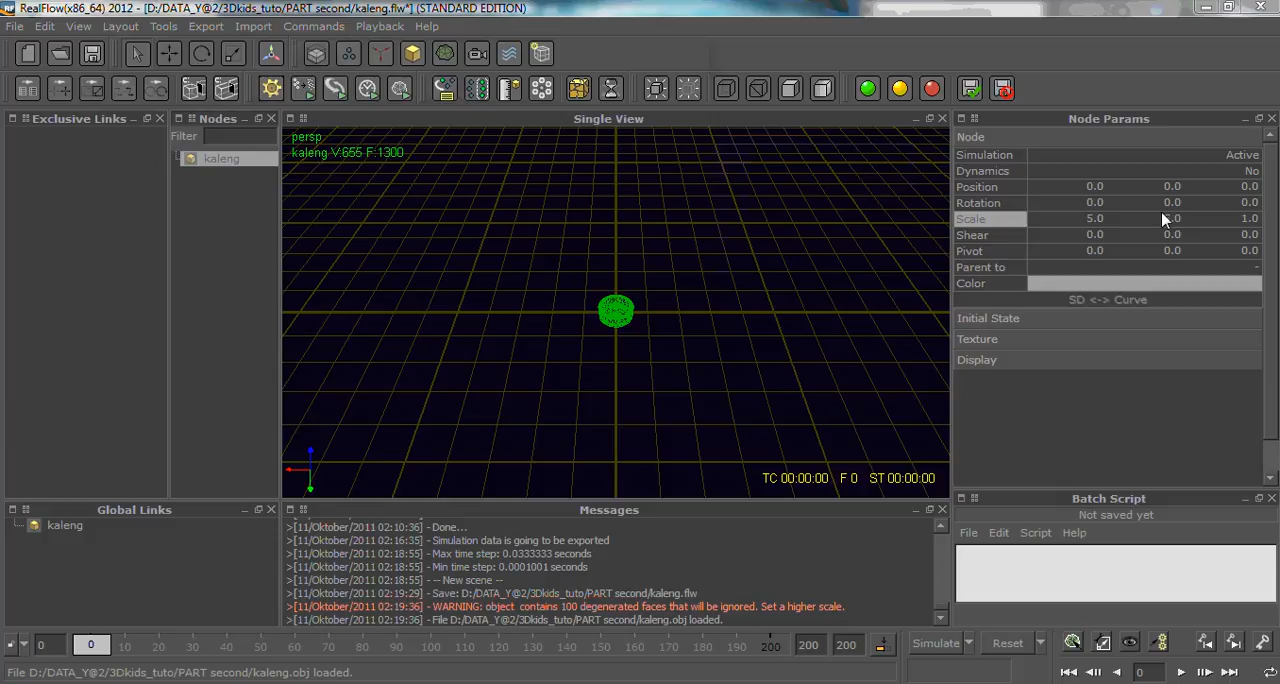 RealFlow(x86_64) 2012 - [D:/DATA_Y@2/3Dkids_tuto/PART second/kaleng.flw*] (STANDARD EDITION)
File Edit View Layout Tools Export Import Commands Playback Help
Exclusive Links
Nodes
Single View
Node Params
Filter
kaleng
persp
kaleng V:655 F:1300
Node
Simulation Active
Dynamics No
Position 0.0 0.0 0.0
Rotation 0.0 0.0 0.0
Scale 5.0 .0 1.0
Shear 0.0 0.0 0.0
Pivot 0.0 0.0 0.0
Parent to -
Color
SD <-> Curve
Initial State
Texture
Display
TC 00:00:00 F 0 ST 00:00:00
Global Links
kaleng
Messages
>[11/Oktober/2011 02:10:36] - Done...
>[11/Oktober/2011 02:16:35] - Simulation data is going to be exported
>[11/Oktober/2011 02:18:55] - Max time step: 0.0333333 seconds
>[11/Oktober/2011 02:18:55] - Min time step: 0.0001001 seconds
>[11/Oktober/2011 02:18:55] - -- New scene --
>[11/Oktober/2011 02:19:29] - Save: D:/DATA_Y@2/3Dkids_tuto/PART second/kaleng.flw
>[11/Oktober/2011 02:19:36] - WARNING: object contains 100 degenerated faces that will be ignored. Set a higher scale.
>[11/Oktober/2011 02:19:36] - File D:/DATA_Y@2/3Dkids_tuto/PART second/kaleng.obj loaded.
Batch Script
Not saved yet
File Edit Script Help
0 0 10 20 30 40 50 60 70 80 90 100 110 120 130 140 150 160 170 180 190 200 200 200
Simulate Reset
File D:/DATA_Y@2/3Dkids_tuto/PART second/kaleng.obj loaded.
0